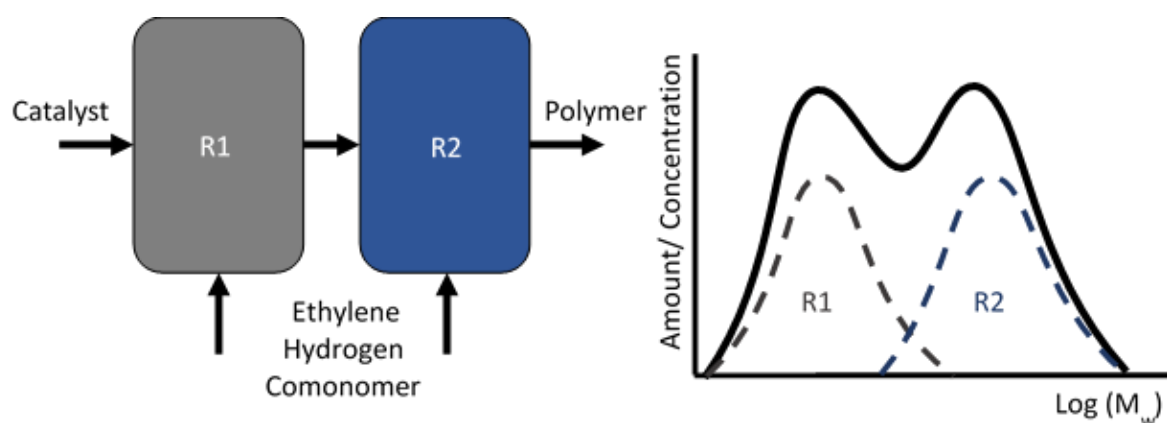 Catalyst
R1
R2
Polymer
Ethylene
Hydrogen
Comonomer
Amount/ Concentration
R1
R2
Log (Mw)